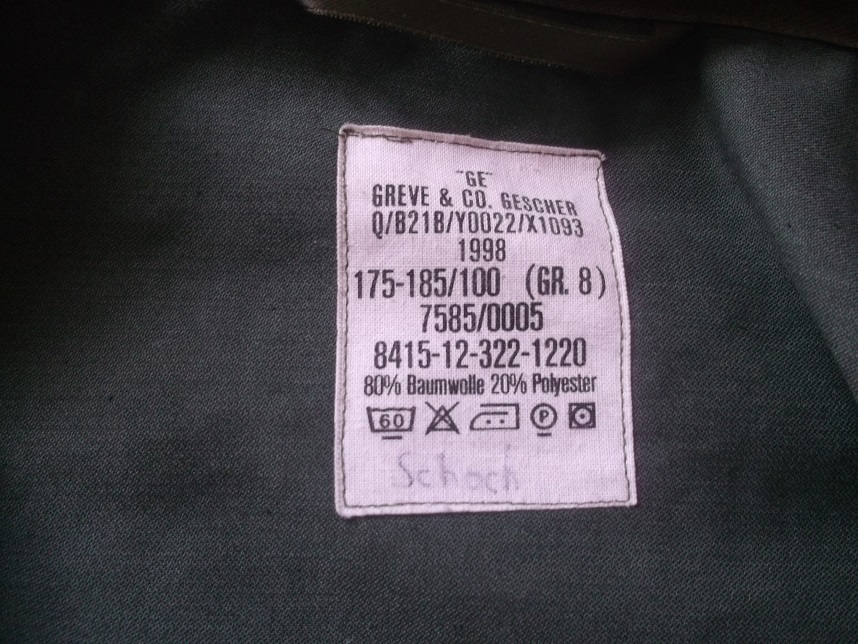 "GE"
GREVE & CO. GESCHER
Q/B21B/Y0022/X1093
1998
175-185/100 (GR. 8)
7585/0005
8415-12-322-1220
80% Baumwolle 20% Polyester
60 P
Schoch